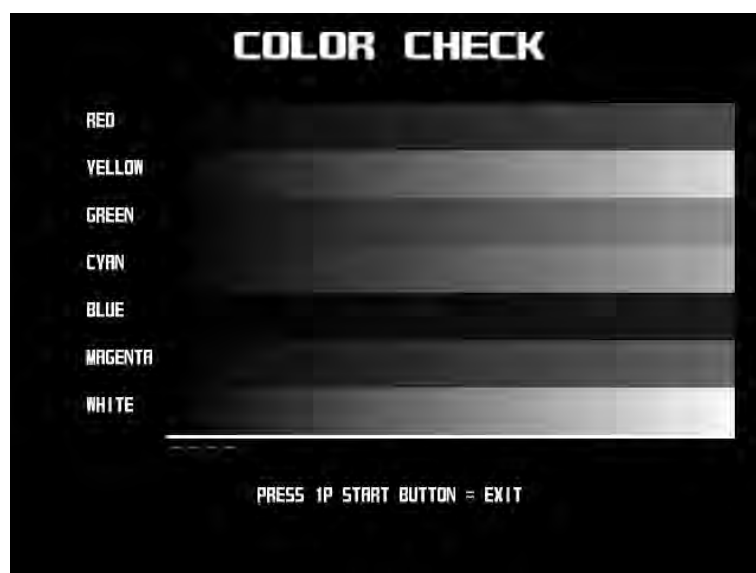 COLOR CHECK
RED
YELLOW
GREEN
CYAN
BLUE
MAGENTA
WHITE
PRESS 1P START BUTTON = EXIT